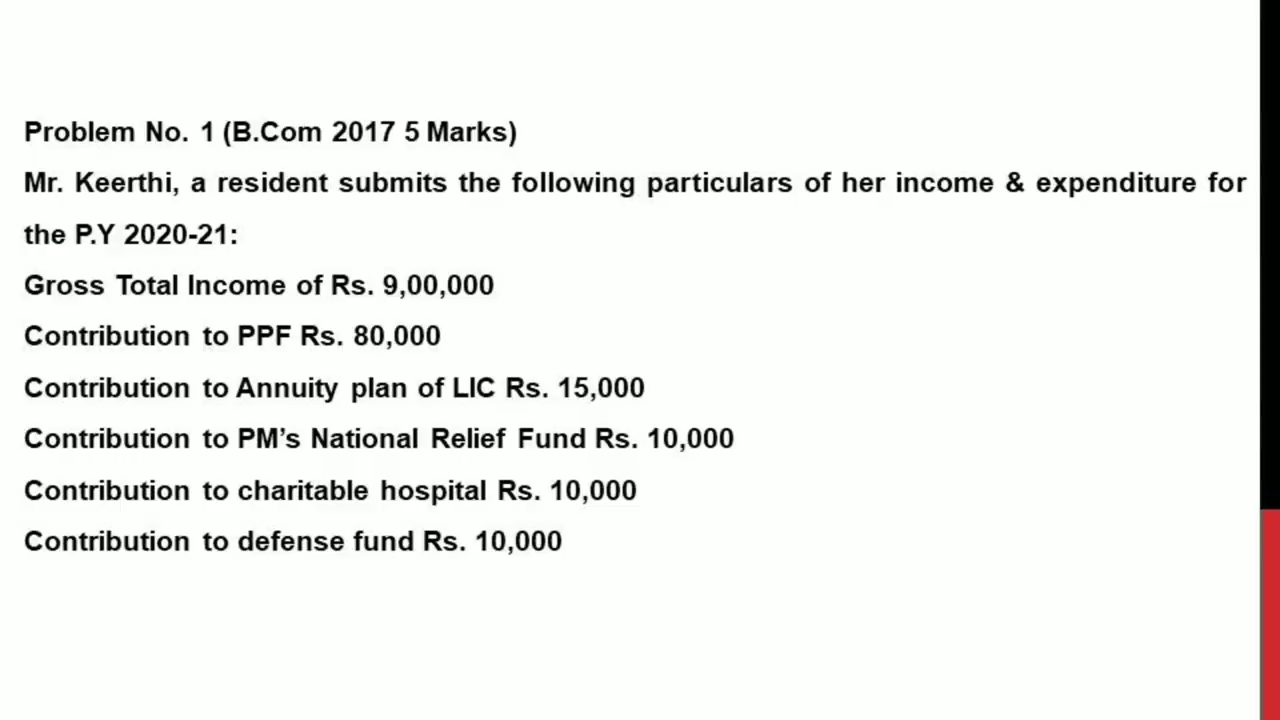 Problem No. 1 (B.Com 2017 5 Marks)
Mr. Keerthi, a resident submits the following particulars of her income & expenditure for
the P.Y 2020-21:
Gross Total Income of Rs. 9,00,000
Contribution to PPF Rs. 80,000
Contribution to Annuity plan of LIC Rs. 15,000
Contribution to PM’s National Relief Fund Rs. 10,000
Contribution to charitable hospital Rs. 10,000
Contribution to defense fund Rs. 10,000